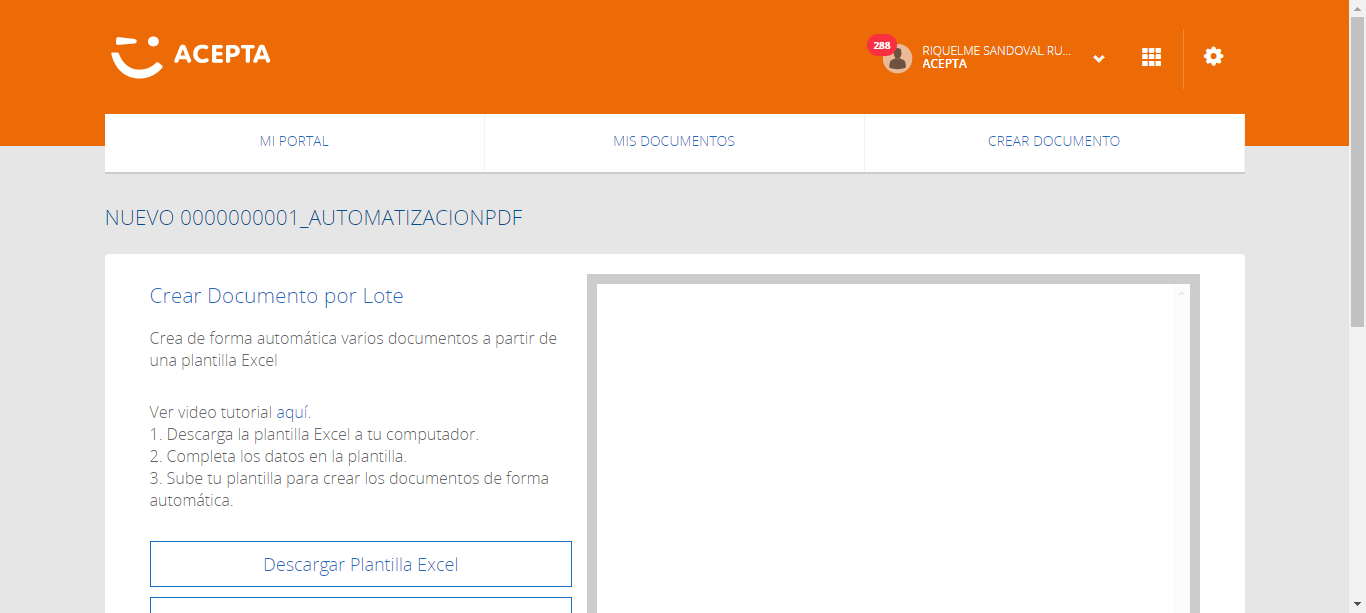 ACEPTA
288
RIQUELME SANDOVAL RU...
ACEPTA
MI PORTAL
MIS DOCUMENTOS
CREAR DOCUMENTO
NUEVO 0000000001_AUTOMATIZACIONPDF
Crear Documento por Lote
Crea de forma automática varios documentos a partir de
una plantilla Excel
Ver video tutorial aquí.
1. Descarga la plantilla Excel a tu computador.
2. Completa los datos en la plantilla.
3. Sube tu plantilla para crear los documentos de forma
automática.
Descargar Plantilla Excel